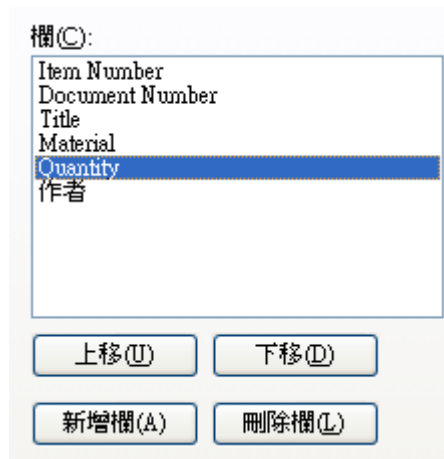 欄(C):
Item Number
Document Number
Title
Material
Quantity
作者
上移(U) 下移(D)
新增欄(A) 刪除欄(L)